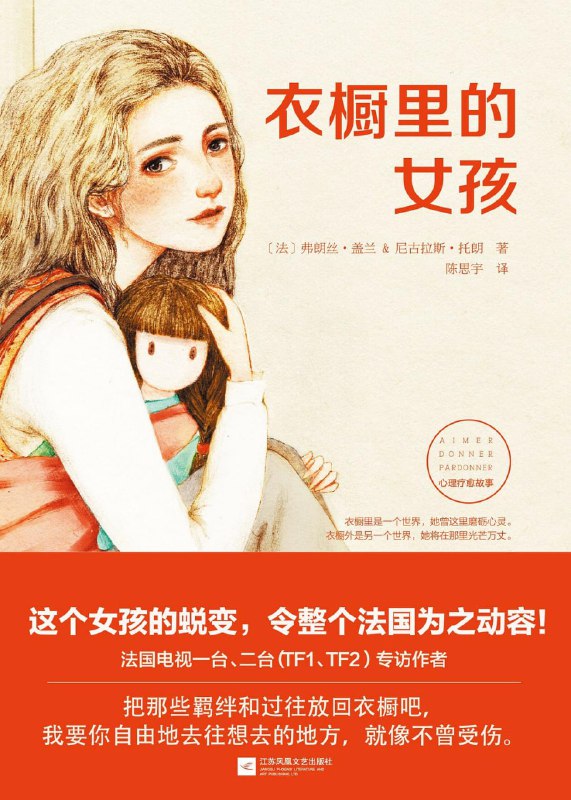 衣橱里的
女孩
〔法〕弗朗丝·盖兰 & 尼古拉斯·托朗 著
陈思宇 译
AIMER
DONNER
PARDONNER
心理疗愈故事
衣橱里是一个世界，她曾这里磨砺心灵。
衣橱外是另一个世界，她将在那里光芒万丈。
这个女孩的蜕变，令整个法国为之动容！
法国电视一台、二台（TF1、TF2）专访作者
把那些羁绊和过往放回衣橱吧，
我要你自由地去往想去的地方，就像不曾受伤。
江苏凤凰文艺出版社
JIANGSU PHOENIX LITERATURE AND
ART PUBLISHING, LTD